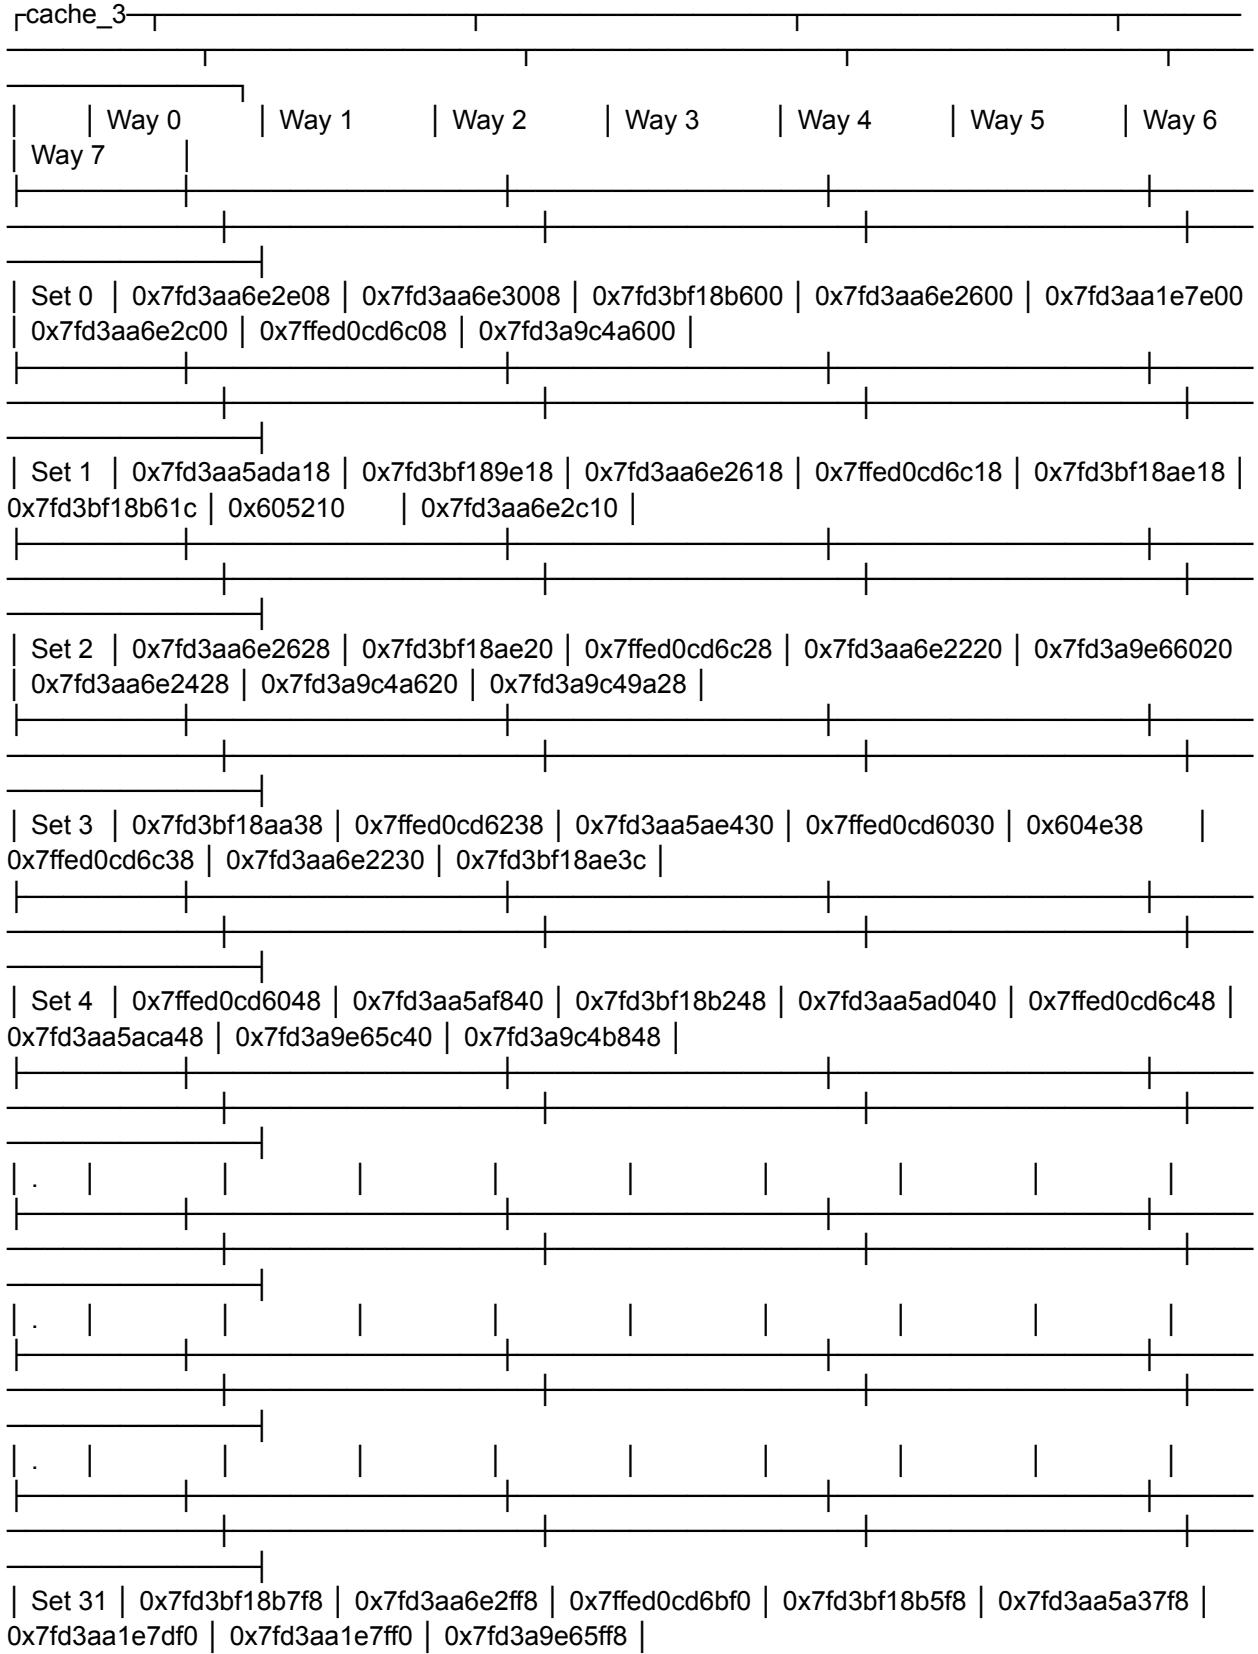 ┌cache_3─┬──────────────────┬──────────────────┬──────────────────┬───────
───────────┬──────────────────┬──────────────────┬──────────────────┬─────
─────────────┐
│ │ Way 0 │ Way 1 │ Way 2 │ Way 3 │ Way 4 │ Way 5 │ Way 6
│ Way 7 │
├─────────┼──────────────────┼──────────────────┼──────────────────┼──────
────────────┼──────────────────┼──────────────────┼──────────────────┼────
──────────────┤
│ Set 0 │ 0x7fd3aa6e2e08 │ 0x7fd3aa6e3008 │ 0x7fd3bf18b600 │ 0x7fd3aa6e2600 │ 0x7fd3aa1e7e00
│ 0x7fd3aa6e2c00 │ 0x7ffed0cd6c08 │ 0x7fd3a9c4a600 │
├─────────┼──────────────────┼──────────────────┼──────────────────┼──────
────────────┼──────────────────┼──────────────────┼──────────────────┼────
──────────────┤
│ Set 1 │ 0x7fd3aa5ada18 │ 0x7fd3bf189e18 │ 0x7fd3aa6e2618 │ 0x7ffed0cd6c18 │ 0x7fd3bf18ae18 │
0x7fd3bf18b61c │ 0x605210 │ 0x7fd3aa6e2c10 │
├─────────┼──────────────────┼──────────────────┼──────────────────┼──────
────────────┼──────────────────┼──────────────────┼──────────────────┼────
──────────────┤
│ Set 2 │ 0x7fd3aa6e2628 │ 0x7fd3bf18ae20 │ 0x7ffed0cd6c28 │ 0x7fd3aa6e2220 │ 0x7fd3a9e66020
│ 0x7fd3aa6e2428 │ 0x7fd3a9c4a620 │ 0x7fd3a9c49a28 │
├─────────┼──────────────────┼──────────────────┼──────────────────┼──────
────────────┼──────────────────┼──────────────────┼──────────────────┼────
──────────────┤
│ Set 3 │ 0x7fd3bf18aa38 │ 0x7ffed0cd6238 │ 0x7fd3aa5ae430 │ 0x7ffed0cd6030 │ 0x604e38 │
0x7ffed0cd6c38 │ 0x7fd3aa6e2230 │ 0x7fd3bf18ae3c │
├─────────┼──────────────────┼──────────────────┼──────────────────┼──────
────────────┼──────────────────┼──────────────────┼──────────────────┼────
──────────────┤
│ Set 4 │ 0x7ffed0cd6048 │ 0x7fd3aa5af840 │ 0x7fd3bf18b248 │ 0x7fd3aa5ad040 │ 0x7ffed0cd6c48 │
0x7fd3aa5aca48 │ 0x7fd3a9e65c40 │ 0x7fd3a9c4b848 │
├─────────┼──────────────────┼──────────────────┼──────────────────┼──────
────────────┼──────────────────┼──────────────────┼──────────────────┼────
──────────────┤
│ . │ │ │ │ │ │ │ │ │
├─────────┼──────────────────┼──────────────────┼──────────────────┼──────
────────────┼──────────────────┼──────────────────┼──────────────────┼────
──────────────┤
│ . │ │ │ │ │ │ │ │ │
├─────────┼──────────────────┼──────────────────┼──────────────────┼──────
────────────┼──────────────────┼──────────────────┼──────────────────┼────
──────────────┤
│ . │ │ │ │ │ │ │ │ │
├─────────┼──────────────────┼──────────────────┼──────────────────┼──────
────────────┼──────────────────┼──────────────────┼──────────────────┼────
──────────────┤
│ Set 31 │ 0x7fd3bf18b7f8 │ 0x7fd3aa6e2ff8 │ 0x7ffed0cd6bf0 │ 0x7fd3bf18b5f8 │ 0x7fd3aa5a37f8 │
0x7fd3aa1e7df0 │ 0x7fd3aa1e7ff0 │ 0x7fd3a9e65ff8 │